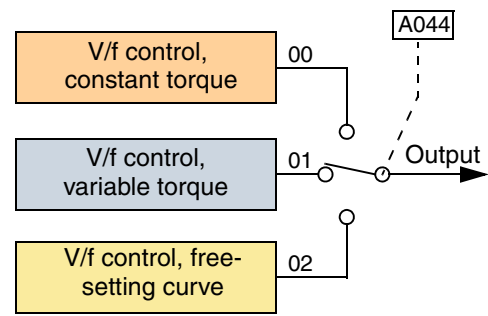 A044
V/f control,
constant torque
00
V/f control,
variable torque
01
Output
V/f control, free-
setting curve
02